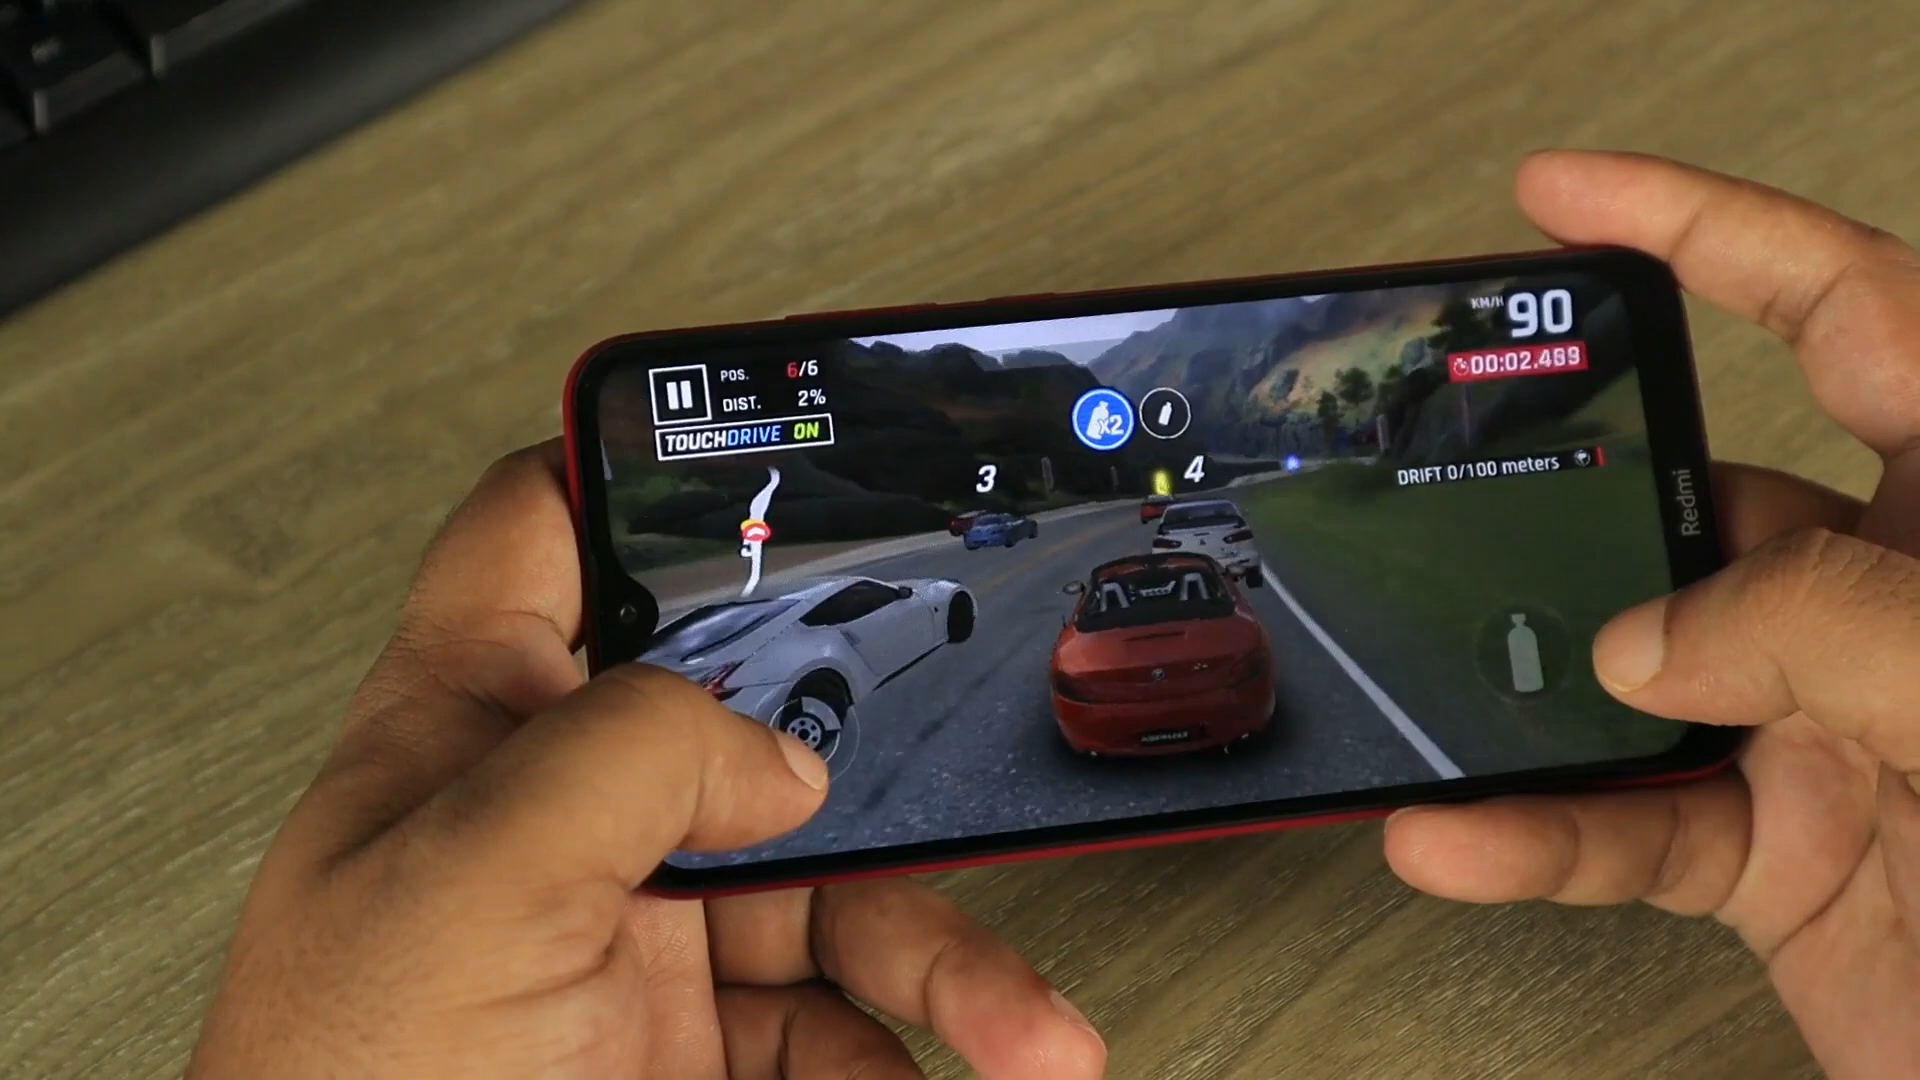 POS. 6/6
DIST. 2%
TOUCHDRIVE ON
KM/H 90
00:02.469
x2
3
4
DRIFT 0/100 meters
5
Redmi